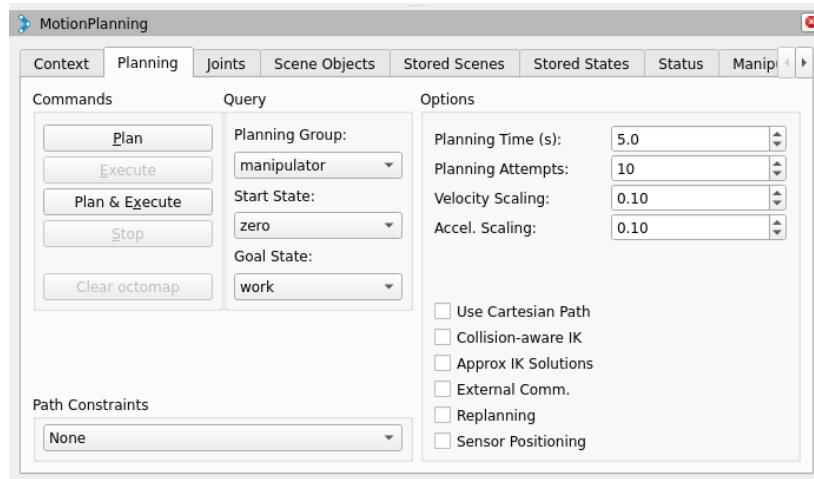 MotionPlanning
Context Planning Joints Scene Objects Stored Scenes Stored States Status Manip
Commands Query Options
Plan
Execute
Plan & Execute
Stop
Clear octomap
Planning Group:
manipulator
Start State:
zero
Goal State:
work
Planning Time (s): 5.0
Planning Attempts: 10
Velocity Scaling: 0.10
Accel. Scaling: 0.10
Use Cartesian Path
Collision-aware IK
Approx IK Solutions
External Comm.
Replanning
Sensor Positioning
Path Constraints
None